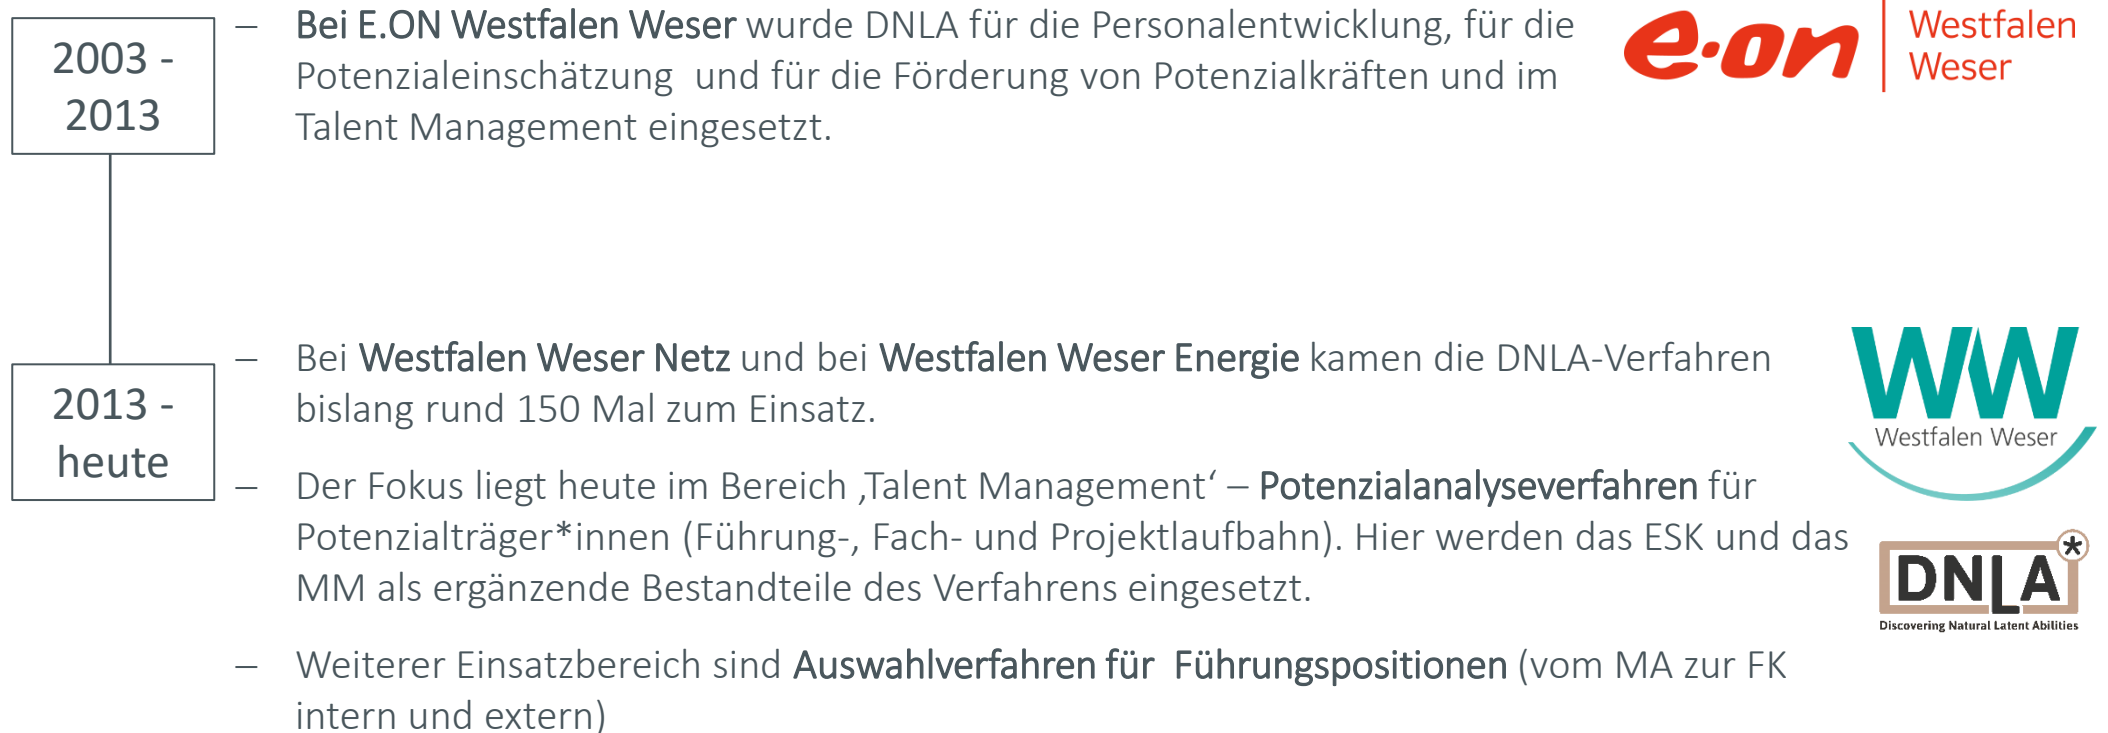 2003 -
2013
– Bei E.ON Westfalen Weser wurde DNLA für die Personalentwicklung, für die
Potenzialeinschätzung  und für die Förderung von Potenzialkräften und im
Talent Management eingesetzt.
e·on
Westfalen
Weser
2013 -
heute
– Bei Westfalen Weser Netz und bei Westfalen Weser Energie kamen die DNLA-Verfahren
bislang rund 150 Mal zum Einsatz.
– Der Fokus liegt heute im Bereich ‚Talent Management‘ – Potenzialanalyseverfahren für
Potenzialträger*innen (Führung-, Fach- und Projektlaufbahn). Hier werden das ESK und das
MM als ergänzende Bestandteile des Verfahrens eingesetzt.
– Weiterer Einsatzbereich sind Auswahlverfahren für  Führungspositionen (vom MA zur FK
intern und extern)
WW
Westfalen Weser
DNLA*
Discovering Natural Latent Abilities